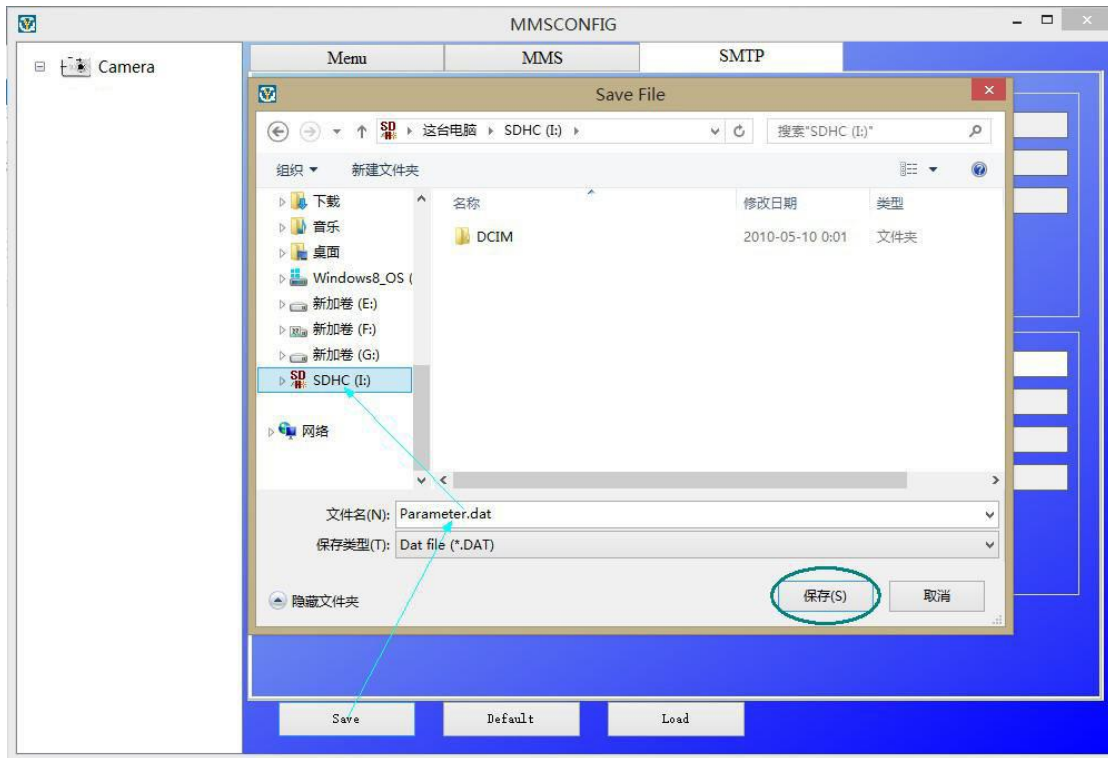 MMSCONFIG
Camera
Menu MMS SMTP
Save File
这台电脑 SDHC (I:) 搜索"SDHC (I:)"
组织 新建文件夹
下载
音乐
桌面
Windows8_OS (
新加卷 (E:)
新加卷 (F:)
新加卷 (G:)
SDHC (I:)
网络
名称 修改日期 类型
DCIM 2010-05-10 0:01 文件夹
文件名(N): Parameter.dat
保存类型(T): Dat file (*.DAT)
隐藏文件夹 保存(S) 取消
Save Default Load